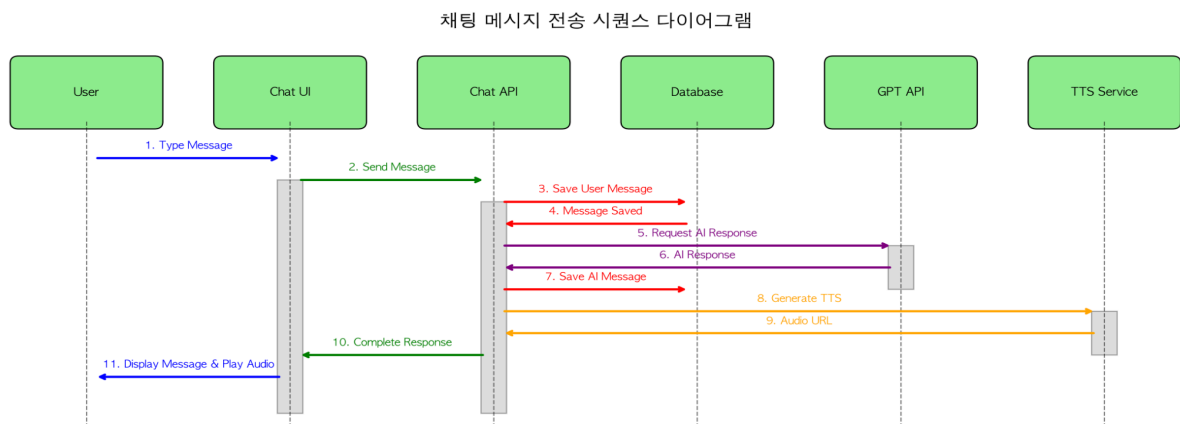 채팅 메시지 전송 시퀀스 다이어그램
User
Chat UI
Chat API
Database
GPT API
TTS Service
1. Type Message
2. Send Message
3. Save User Message
4. Message Saved
5. Request AI Response
6. AI Response
7. Save AI Message
8. Generate TTS
9. Audio URL
10. Complete Response
11. Display Message & Play Audio